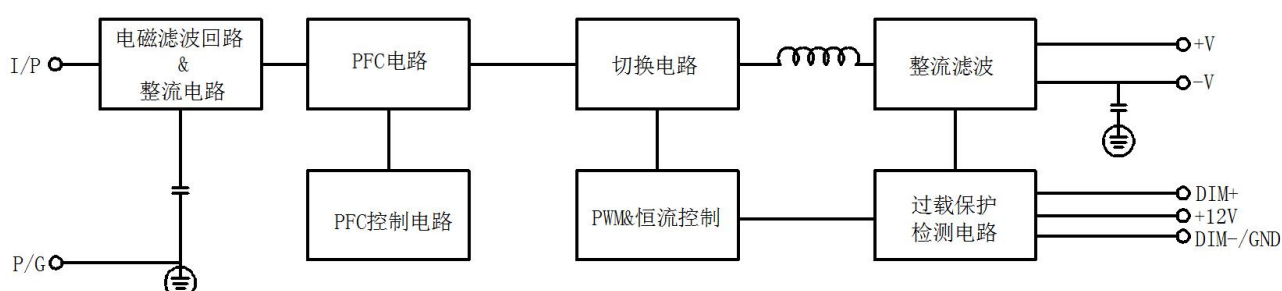 I/P
电磁滤波回路
&
整流电路
PFC电路
切换电路
整流滤波
+V
-V
PFC控制电路
PWM&恒流控制
过载保护
检测电路
DIM+
+12V
DIM-/GND
P/G